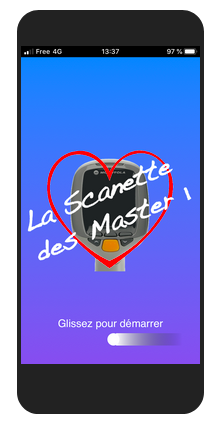 Free 4G 13:37 97 %
La Scanette
des Master 1
Glissez pour démarrer